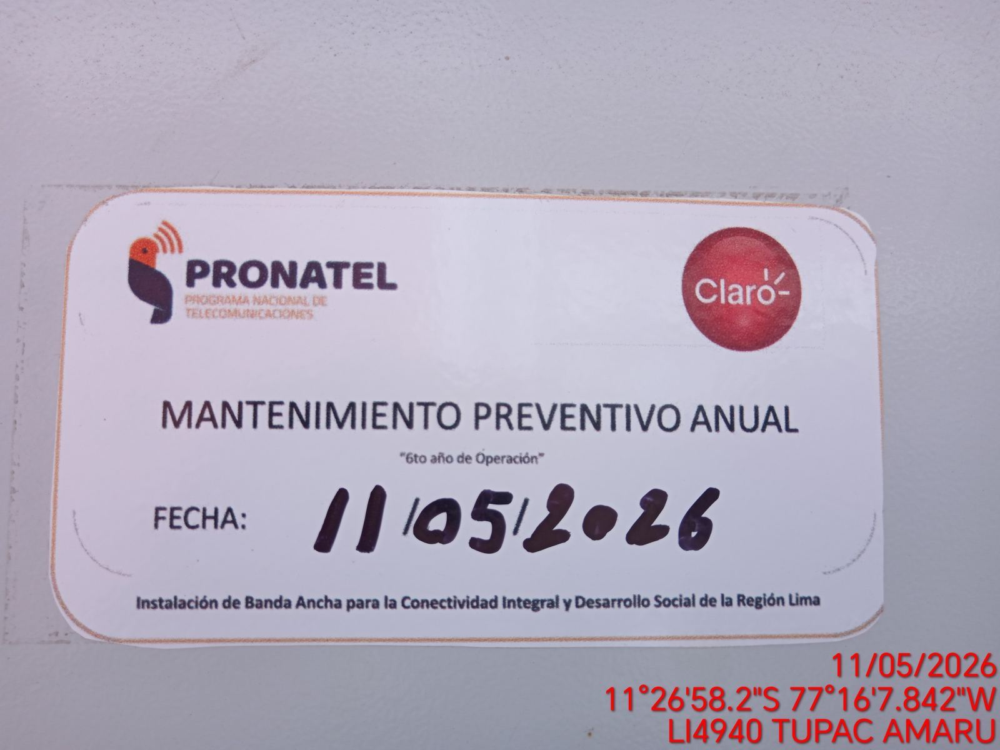 PRONATEL
PROGRAMA NACIONAL DE
TELECOMUNICACIONES
Claro
MANTENIMIENTO PREVENTIVO ANUAL
"6to año de Operación"
FECHA: 11/05/2026
Instalación de Banda Ancha para la Conectividad Integral y Desarrollo Social de la Región Lima
11/05/2026
11°26'58.2"S 77°16'7.842"W
LI4940 TUPAC AMARU